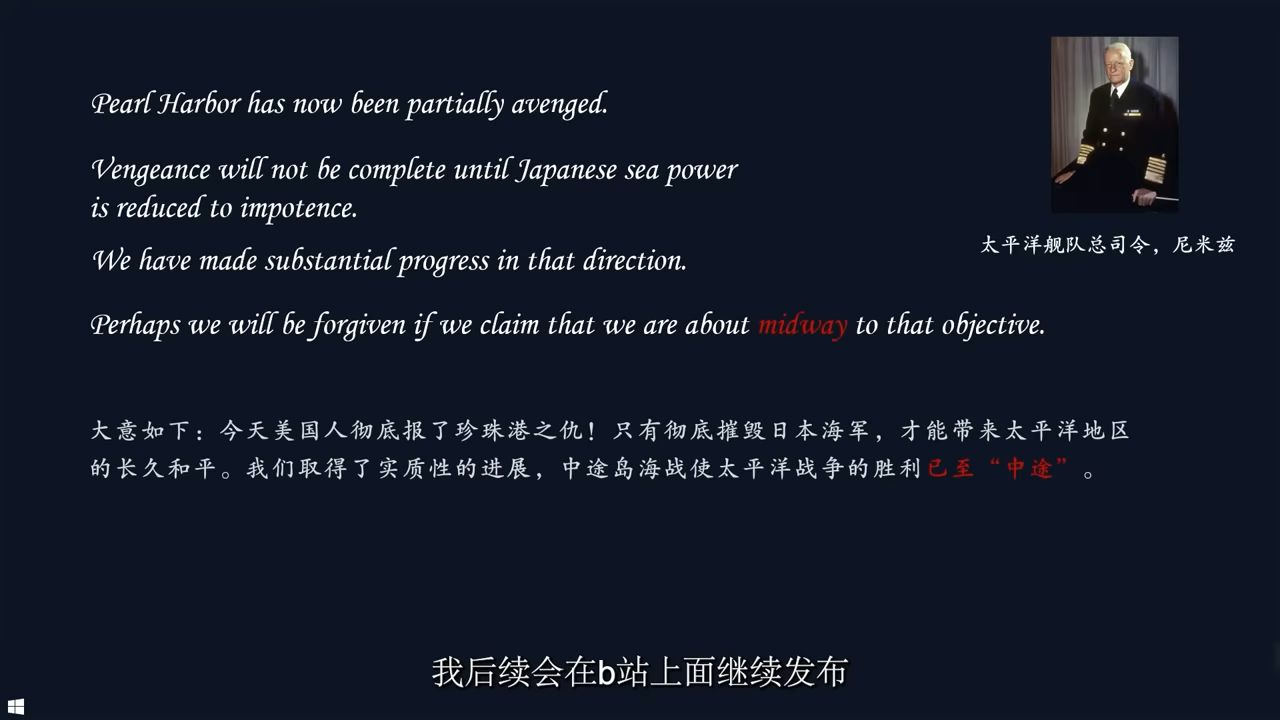 Pearl Harbor has now been partially avenged.
Vengeance will not be complete until Japanese sea power
is reduced to impotence.
We have made substantial progress in that direction.
Perhaps we will be forgiven if we claim that we are about midway to that objective.
太平洋舰队总司令，尼米兹
大意如下：今天美国人彻底报了珍珠港之仇！只有彻底摧毁日本海军，才能带来太平洋地区
的长久和平。我们取得了实质性的进展，中途岛海战使太平洋战争的胜利已至“中途”。
我后续会在b站上面继续发布